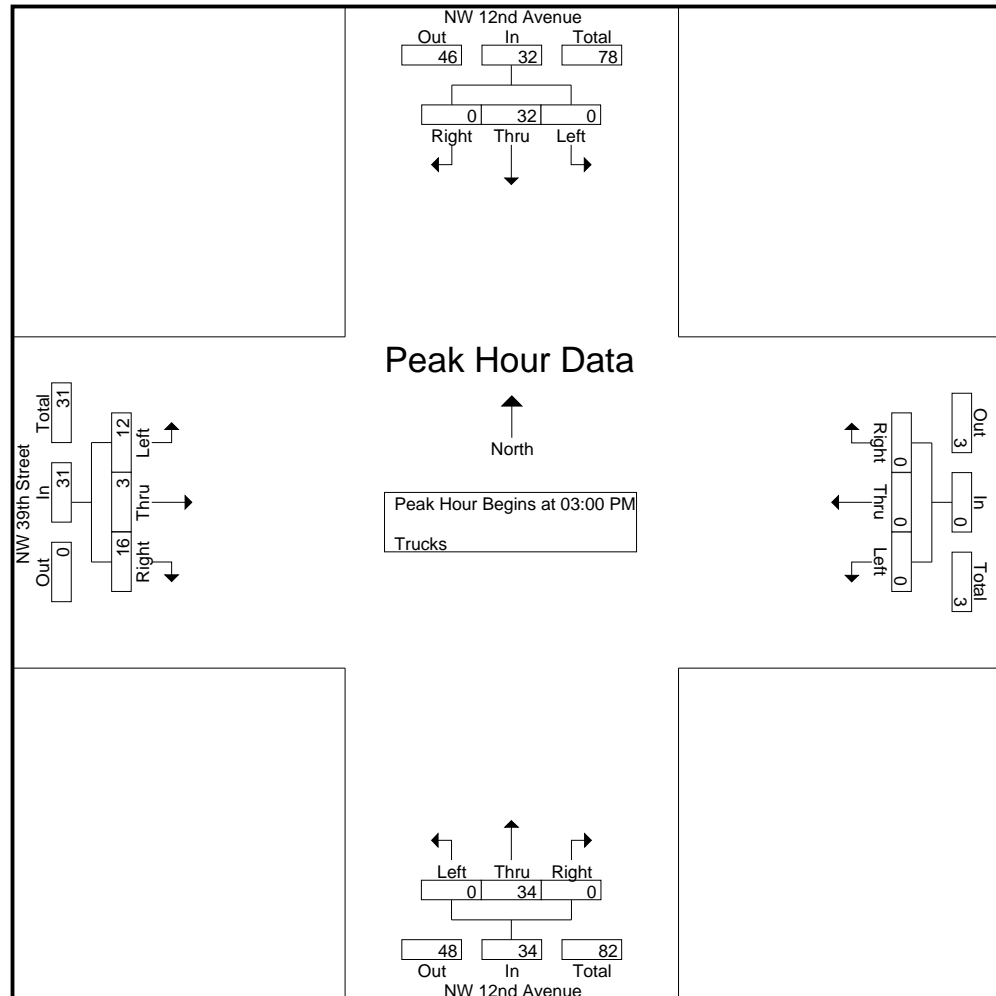 NW 12nd Avenue
Out In Total
46 32 78
0 32 0
Right Thru Left
Peak Hour Data
North
Peak Hour Begins at 03:00 PM
Trucks
NW 39th Street
Out In Total
0 31 31
16 3 12
Right Thru Left
Right Thru Left
0 0 0
Out In Total
3 0 3
Left Thru Right
0 34 0
48 34 82
Out In Total
NW 12nd Avenue